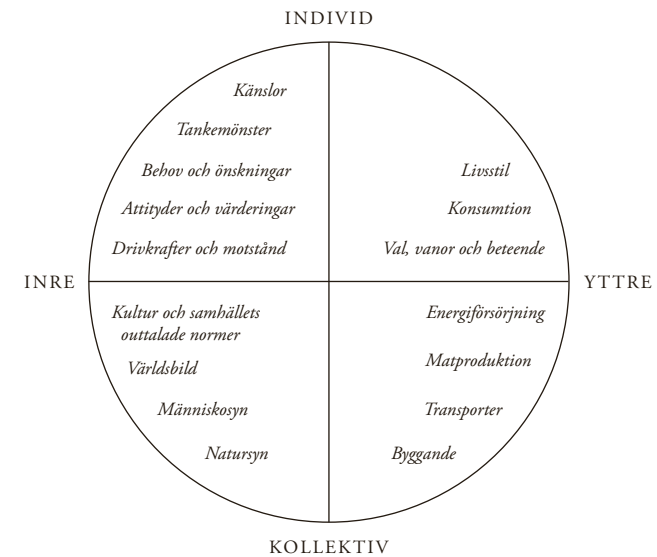 INDIVID
Känslor
Tankemönster
Behov och önskningar
Attityder och värderingar
Drivkrafter och motstånd
Livsstil
Konsumtion
Val, vanor och beteende
INRE
YTTRE
Kultur och samhällets
outtalade normer
Världsbild
Människosyn
Natursyn
Energiförsörjning
Matproduktion
Transporter
Byggande
KOLLEKTIV